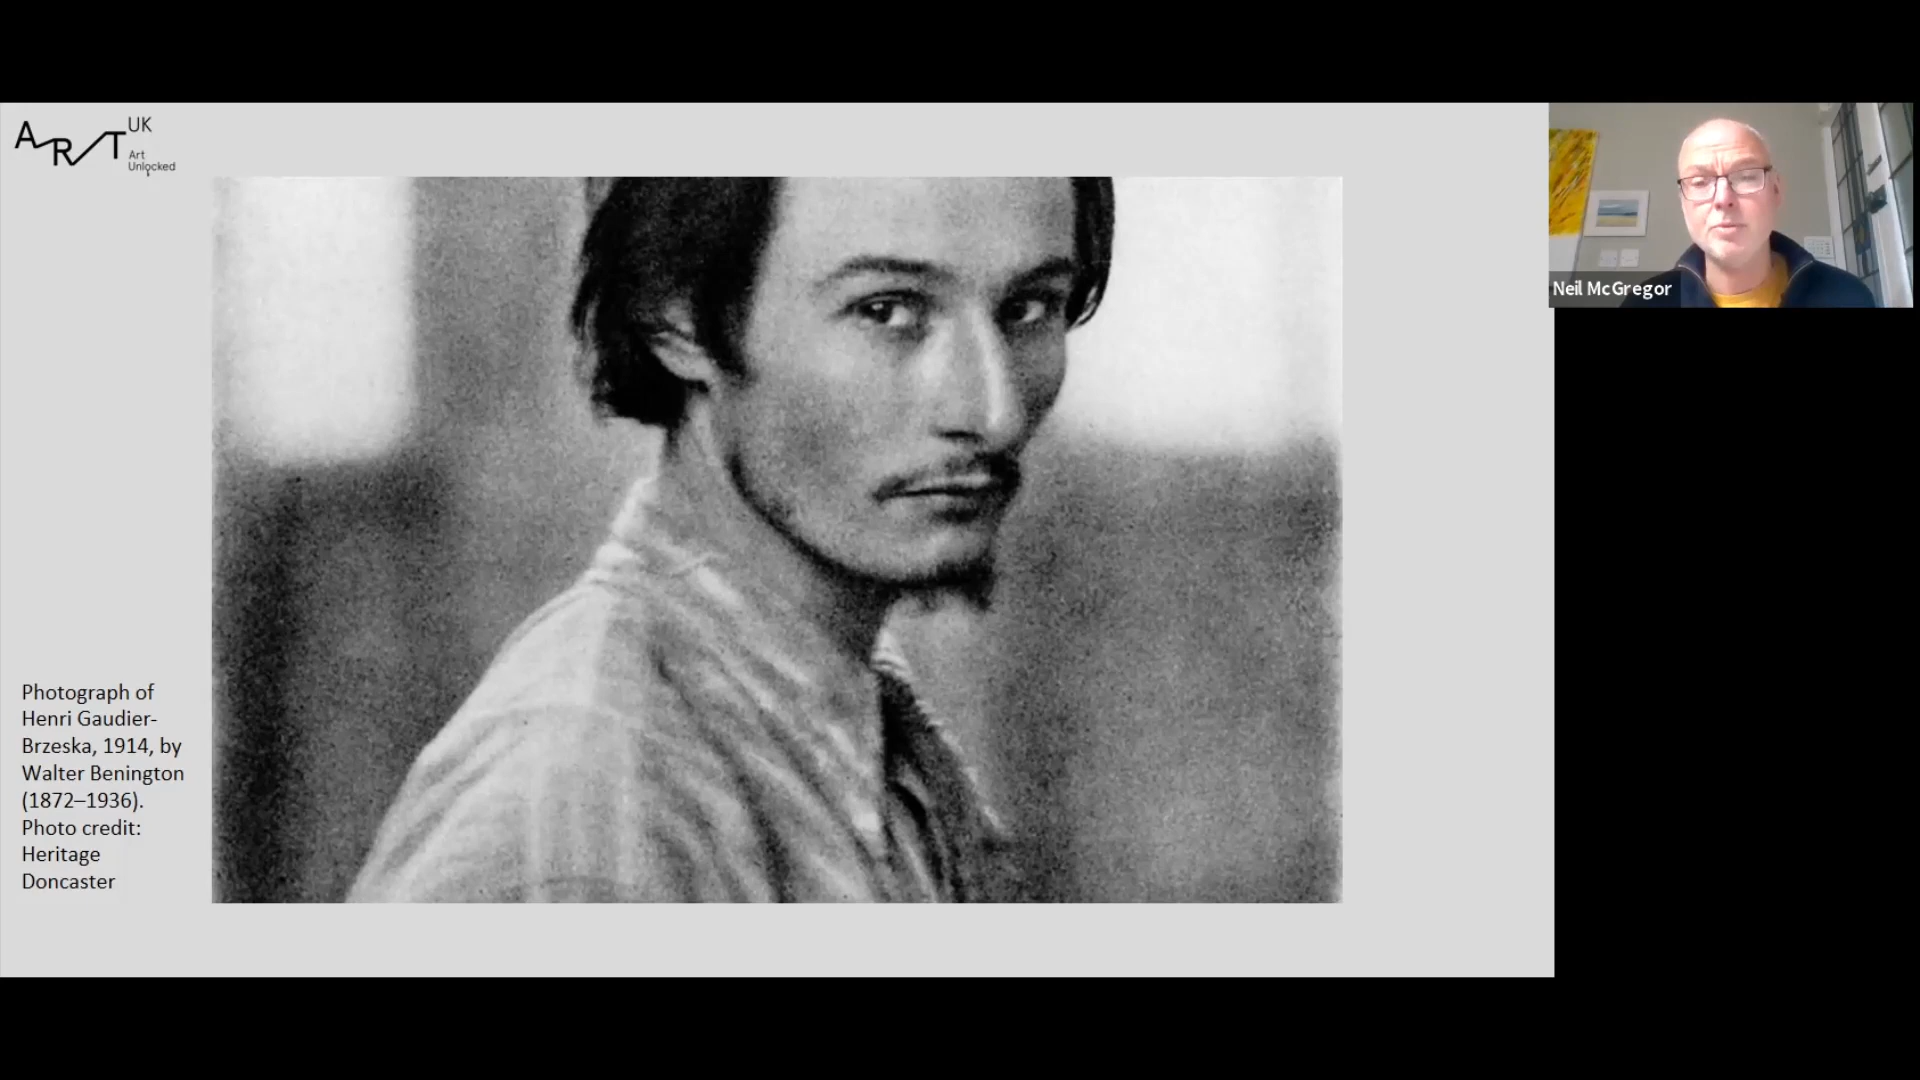 ART UK
Art
Unlocked
Neil McGregor
Photograph of
Henri Gaudier-
Brzeska, 1914, by
Walter Benington
(1872–1936).
Photo credit:
Heritage
Doncaster